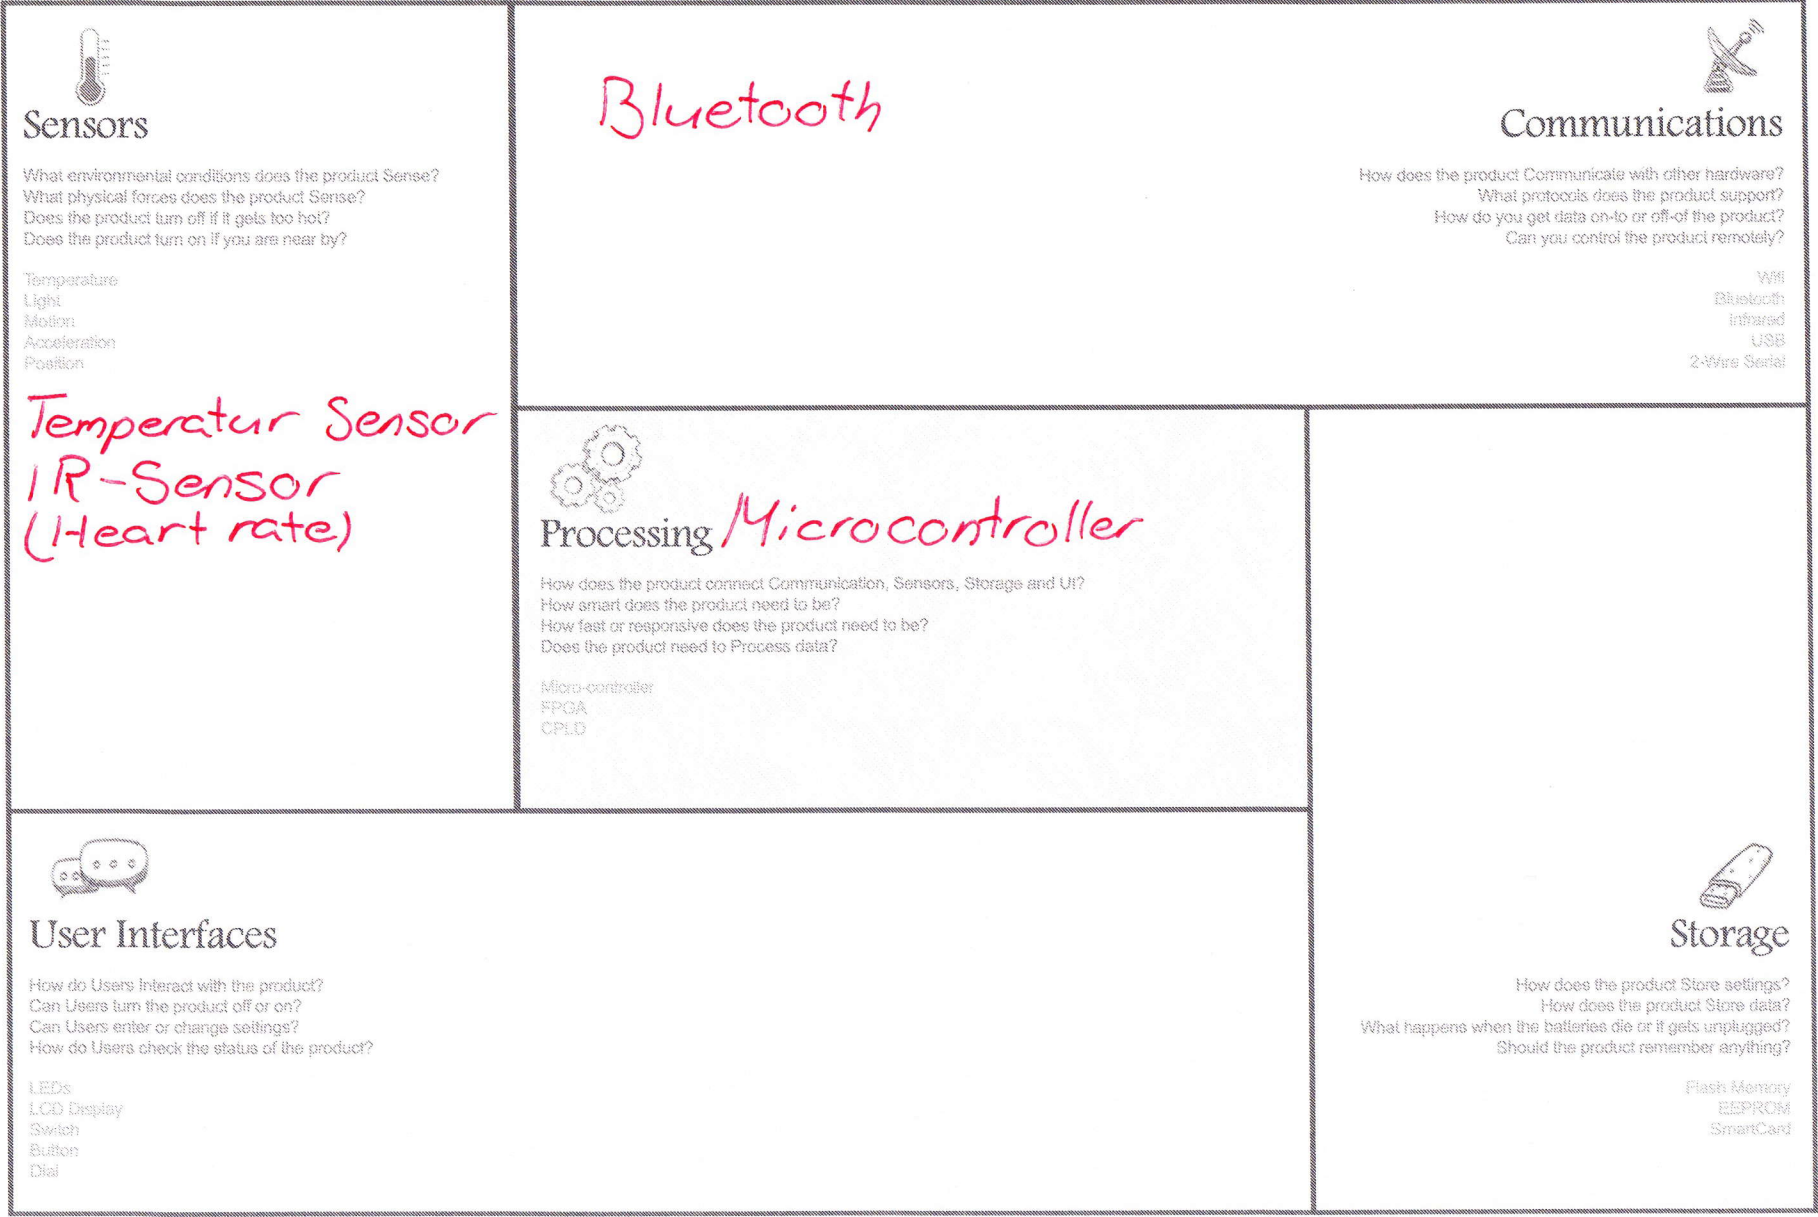 Sensors
What environmental conditions does the product Sense?
What physical forces does the product Sense?
Does the product turn off if it gets too hot?
Does the product turn on if you are near by?
Temperature
Light
Motion
Acceleration
Position
Temperatur Sensor
IR-Sensor
(Heart rate)
Bluetooth
Communications
How does the product Communicate with other hardware?
What protocols does the product support?
How do you get data on-to or off-of the product?
Can you control the product remotely?
Wifi
Bluetooth
Infrared
USB
2-Wire Serial
Processing Microcontroller
How does the product connect Communication, Sensors, Storage and UI?
How smart does the product need to be?
How fast or responsive does the product need to be?
Does the product need to Process data?
Micro-controller
FPGA
CPLD
User Interfaces
How do Users Interact with the product?
Can Users turn the product off or on?
Can Users enter or change settings?
How do Users check the status of the product?
LEDs
LCD Display
Switch
Button
Dial
Storage
How does the product Store settings?
How does the product Store data?
What happens when the batteries die or it gets unplugged?
Should the product remember anything?
Flash Memory
EEPROM
SmartCard